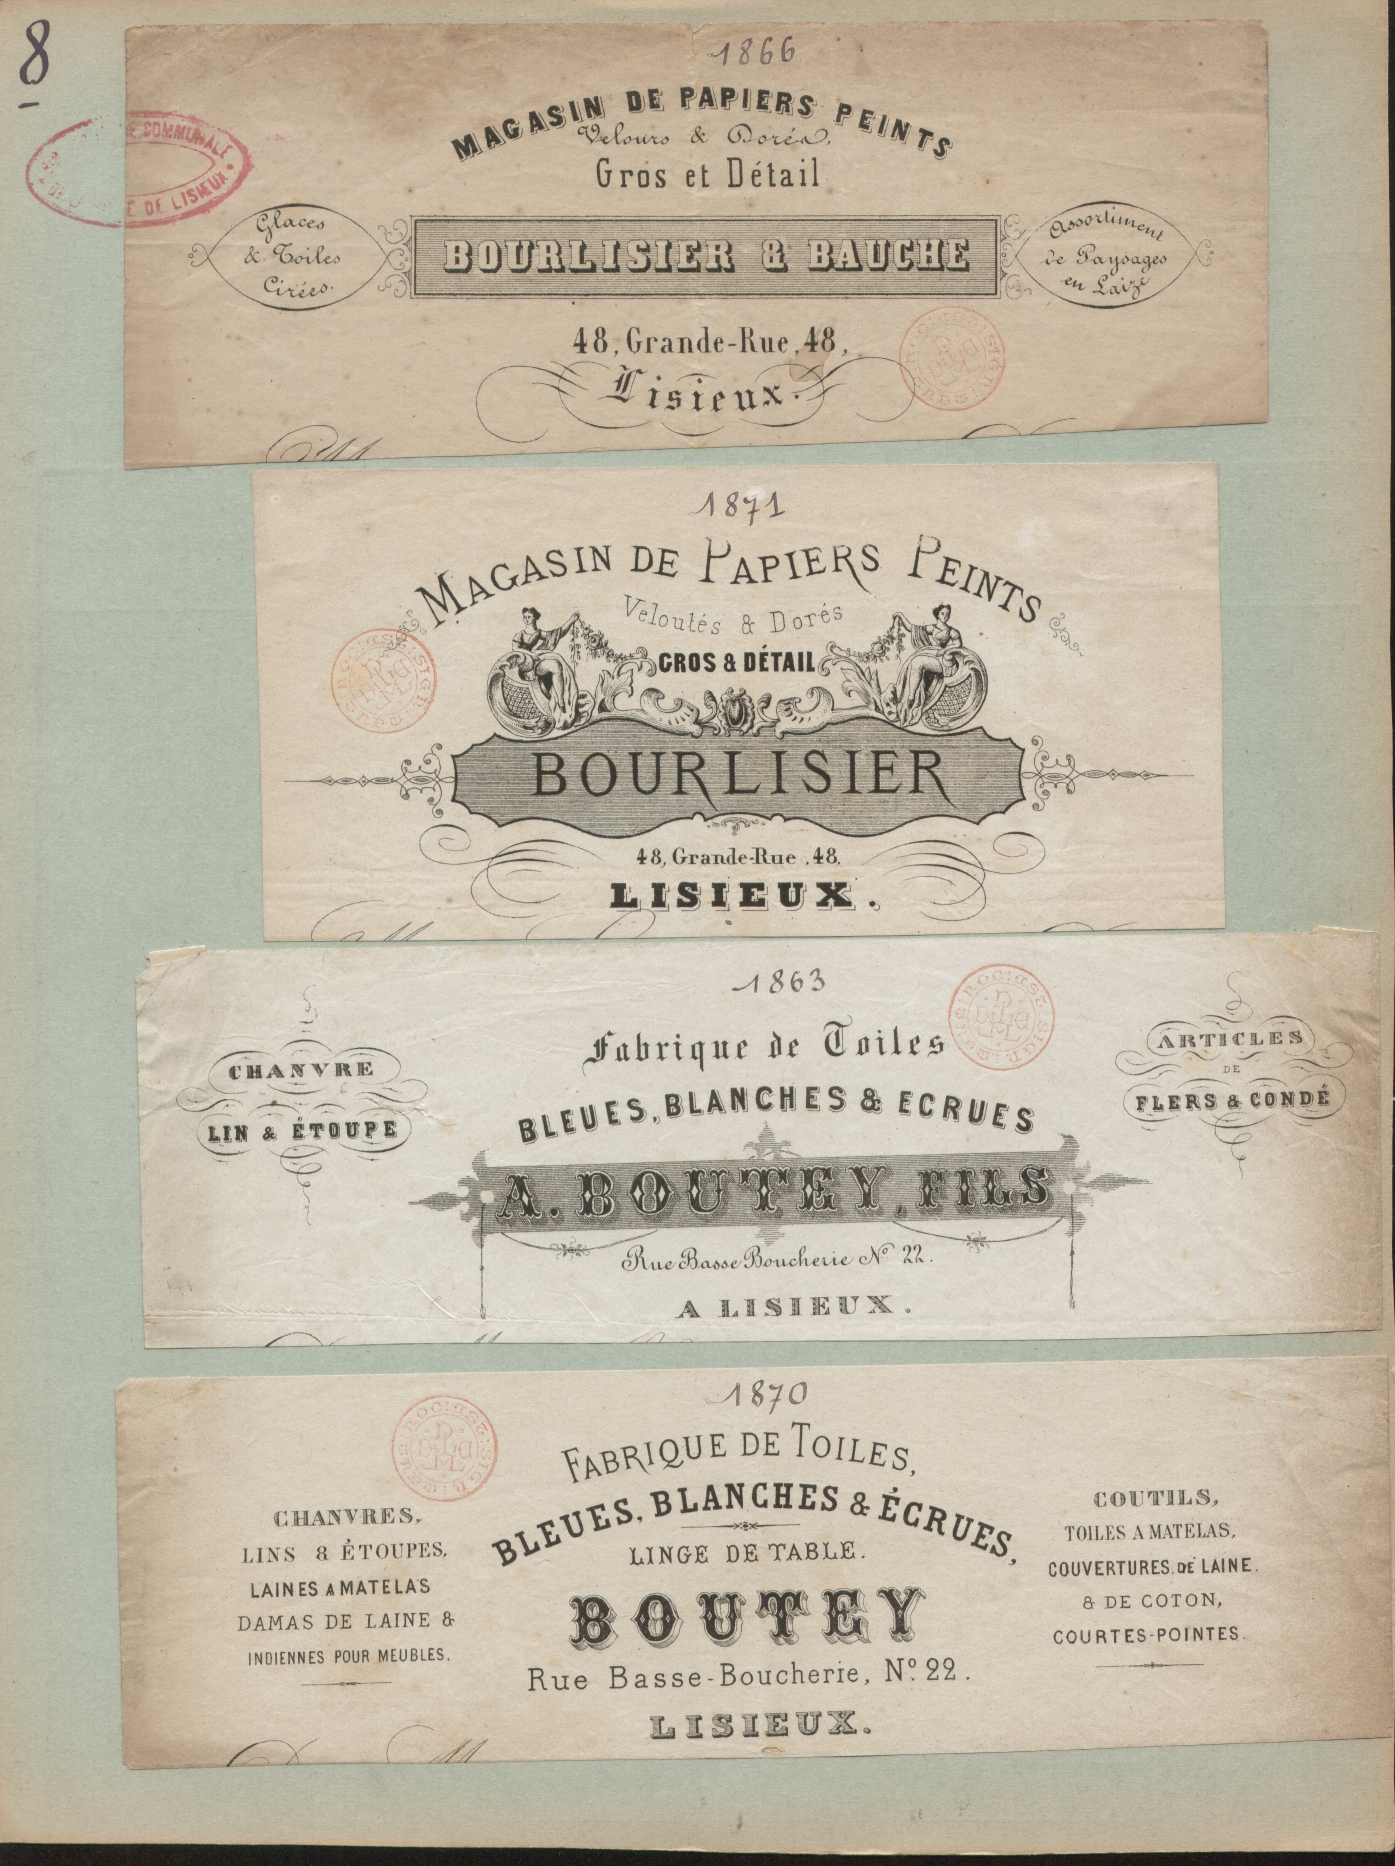 8
1866
MAGASIN DE PAPIERS PEINTS
Velours & Dorés,
Gros et Détail
Glaces
& Toiles
Cirées.
BOURLISIER & BAUCHE
Assortiment
de Paysages
en Laize
48, Grande-Rue, 48,
Lisieux.
COMMUNALE
DE LISIEUX
1871
MAGASIN DE PAPIERS PEINTS
Veloutés & Dorés
GROS & DÉTAIL
BOURLISIER
48, Grande-Rue, 48.
LISIEUX.
1863
Fabrique de Toiles
BLEUES, BLANCHES & ECRUES
CHANVRE
LIN & ÉTOUPE
ARTICLES
DE
FLERS & CONDÉ
A. BOUTEY, FILS
Rue Basse Boucherie No 22.
A LISIEUX.
1870
FABRIQUE DE TOILES,
BLEUES, BLANCHES & ÉCRUES,
LINGE DE TABLE.
BOUTEY
Rue Basse-Boucherie, No. 22.
LISIEUX.
CHANVRES,
LINS & ÉTOUPES,
LAINES A MATELAS
DAMAS DE LAINE &
INDIENNES POUR MEUBLES.
COUTILS,
TOILES A MATELAS,
COUVERTURES DE LAINE.
& DE COTON,
COURTES-POINTES.